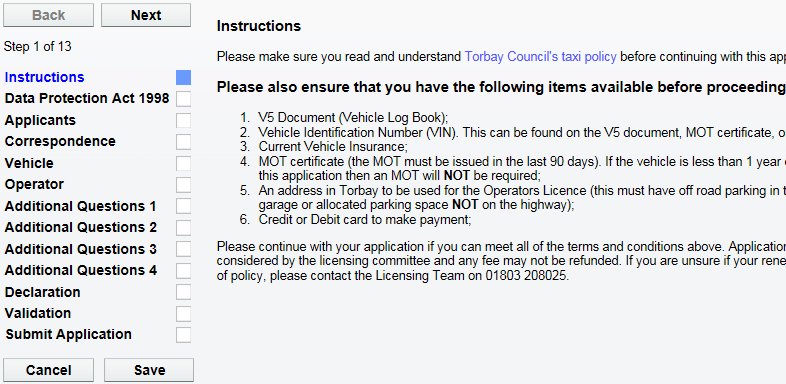 Back Next
Step 1 of 13
Instructions
Data Protection Act 1998
Applicants
Correspondence
Vehicle
Operator
Additional Questions 1
Additional Questions 2
Additional Questions 3
Additional Questions 4
Declaration
Validation
Submit Application
Cancel Save
Instructions
Please make sure you read and understand Torbay Council's taxi policy before continuing with this
Please also ensure that you have the following items available before proceeding
1. V5 Document (Vehicle Log Book);
2. Vehicle Identification Number (VIN). This can be found on the V5 document, MOT certificate,
3. Current Vehicle Insurance;
4. MOT certificate (the MOT must be issued in the last 90 days). If the vehicle is less than 1 year
this application then an MOT will NOT be required;
5. An address in Torbay to be used for the Operators Licence (this must have off road parking in
garage or allocated parking space NOT on the highway);
6. Credit or Debit card to make payment;
Please continue with your application if you can meet all of the terms and conditions above.
considered by the licensing committee and any fee may not be refunded. If you are unsure if your
of policy, please contact the Licensing Team on 01803 208025.